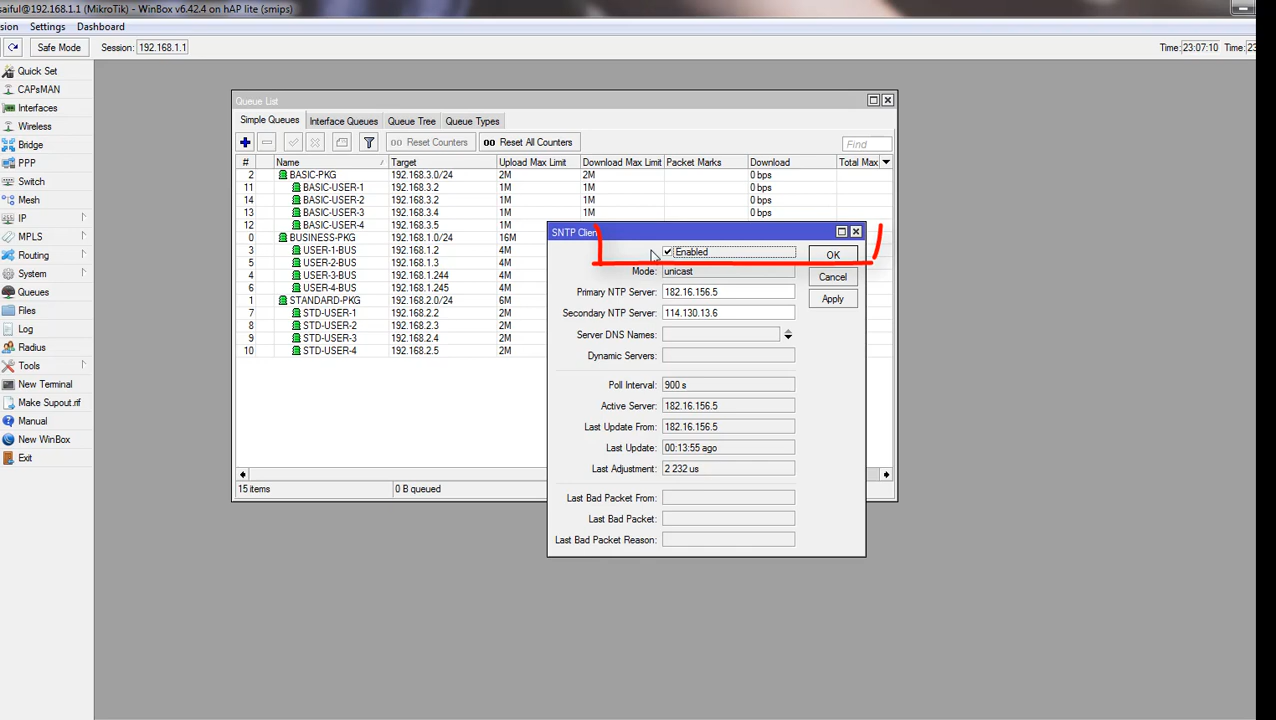 saiful@192.168.1.1 (MikroTik) - WinBox v6.42.4 on hAP lite (smips)
sion Settings Dashboard
Safe Mode Session: 192.168.1.1 Time: 23:07:10 Time: 23:
Quick Set
CAPsMAN
Interfaces
Wireless
Bridge
PPP
Switch
Mesh
IP
MPLS
Routing
System
Queues
Files
Log
Radius
Tools
New Terminal
Make Supout.rif
Manual
New WinBox
Exit
Queue List
Simple Queues Interface Queues Queue Tree Queue Types
00 Reset Counters 00 Reset All Counters Find
# Name / Target Upload Max Limit Download Max Limit Packet Marks Download Total Max
2 BASIC-PKG 192.168.3.0/24 2M 2M 0 bps
11 BASIC-USER-1 192.168.3.2 1M 1M 0 bps
14 BASIC-USER-2 192.168.3.2 1M 1M 0 bps
13 BASIC-USER-3 192.168.3.4 1M 1M 0 bps
12 BASIC-USER-4 192.168.3.5 1M
0 BUSINESS-PKG 192.168.1.0/24 16M
3 USER-1-BUS 192.168.1.2 4M
5 USER-2-BUS 192.168.1.3 4M
4 USER-3-BUS 192.168.1.244 4M
6 USER-4-BUS 192.168.1.245 4M
1 STANDARD-PKG 192.168.2.0/24 6M
7 STD-USER-1 192.168.2.2 2M
8 STD-USER-2 192.168.2.3 2M
9 STD-USER-3 192.168.2.4 2M
10 STD-USER-4 192.168.2.5 2M
15 items 0 B queued
SNTP Client
Enabled
Mode: unicast
Primary NTP Server: 182.16.156.5
Secondary NTP Server: 114.130.13.6
Server DNS Names:
Dynamic Servers:
Poll Interval: 900 s
Active Server: 182.16.156.5
Last Update From: 182.16.156.5
Last Update: 00:13:55 ago
Last Adjustment: 2 232 us
Last Bad Packet From:
Last Bad Packet:
Last Bad Packet Reason:
OK
Cancel
Apply